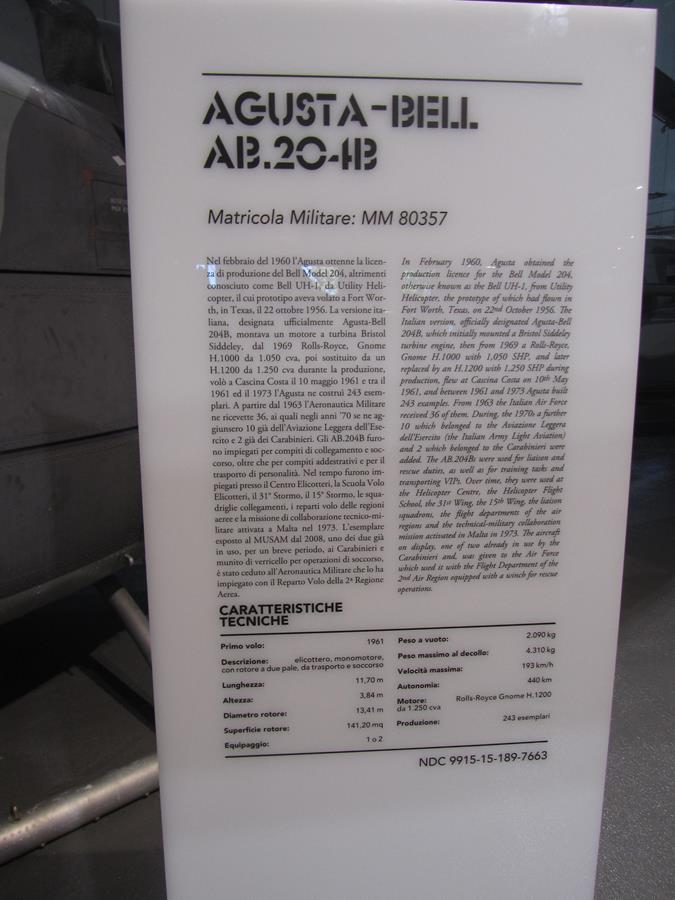 AGUSTA-BELL
AB.204B
Matricola Militare: MM 80357
Nel febbraio del 1960 l'Agusta ottenne la licen-
za di produzione del Bell Model 204, altrimenti
conosciuto come Bell UH-1, da Utility Heli-
copter, il cui prototipo aveva volato a Fort Wor-
th, in Texas, il 22 ottobre 1956. La versione ita-
liana, designata ufficialmente Agusta-Bell
204B, montava un motore a turbina Bristol
Siddeley, dal 1969 Rolls-Royce, Gnome
H.1000 da 1.050 cva, poi sostituito da un
H.1200 da 1.250 cva durante la produzione,
volò a Cascina Costa il 10 maggio 1961 e tra il
1961 ed il 1973 l'Agusta ne costruì 243 esem-
plari. A partire dal 1963 l'Aeronautica Militare
ne ricevette 36, ai quali negli anni '70 se ne ag-
giunsero 10 già dell'Aviazione Leggera dell'Ese-
rcito e 2 già dei Carabinieri. Gli AB.204B furo-
no impiegati per compiti di collegamento e soc-
corso, oltre che per compiti addestrativi e per il
trasporto di personalità. Nel tempo furono im-
piegati presso il Centro Elicotteri, la Scuola Volo
Elicotteri, il 31° Stormo, il 15° Stormo, le squa-
driglie collegamenti, i reparti volo delle regioni
aeree e la missione di collaborazione tecnico-mi-
litare attivata a Malta nel 1973. L'esemplare
esposto al MUSAM dal 2008, uno dei due già
in uso, per un breve periodo, ai Carabinieri e
munito di verricello per operazioni di soccorso,
è stato ceduto all'Aeronautica Militare che lo ha
impiegato con il Reparto Volo della 2ª Regione
Aerea.
In February 1960, Agusta obtained the
production licence for the Bell Model 204,
otherwise known as the Bell UH-1, from Utility
Helicopter, the prototype of which had flown in
Fort Worth, Texas, on 22nd October 1956. The
Italian version, officially designated Agusta-Bell
204B, which initially mounted a Bristol Siddeley
turbine engine, then from 1969 a Rolls-Royce,
Gnome H.1000 with 1,050 SHP, and later
replaced by an H.1200 with 1.250 SHP during
production, flew at Cascina Costa on 10th May
1961, and between 1961 and 1973 Agusta built
243 examples. From 1963 the Italian Air Force
received 36 of them. During, the 1970s a further
10 which belonged to the Aviazione Leggera
dell'Esercito (the Italian Army Light Aviation)
and 2 which belonged to the Carabinieri were
added. The AB.204Bs were used for liaison and
rescue duties, as well as for training tasks and
transporting VIPs. Over time, they were used at
the Helicopter Centre, the Helicopter Flight
School, the 31st Wing, the 15th Wing, the liaison
squadrons, the flight departments of the air
regions and the technical-military collaboration
mission activated in Malta in 1973. The aircraft
on display, one of two already in use by the
Carabinieri and, was given to the Air Force
which used it with the Flight Department of the
2nd Air Region equipped with a winch for rescue
operations.
CARATTERISTICHE
TECNICHE
Primo volo: 1961
Descrizione: elicottero, monomotore,
con rotore a due pale, da trasporto e soccorso
Lunghezza: 11,70 m
Altezza: 3,84 m
Diametro rotore: 13,41 m
Superficie rotore: 141,20 mq
Equipaggio: 1 o 2
Peso a vuoto: 2.090 kg
Peso massimo al decollo: 4.310 kg
Velocità massima: 193 km/h
Autonomia: 440 km
Motore: Rolls-Royce Gnome H.1200
da 1.250 cva
Produzione: 243 esemplari
NDC 9915-15-189-7663